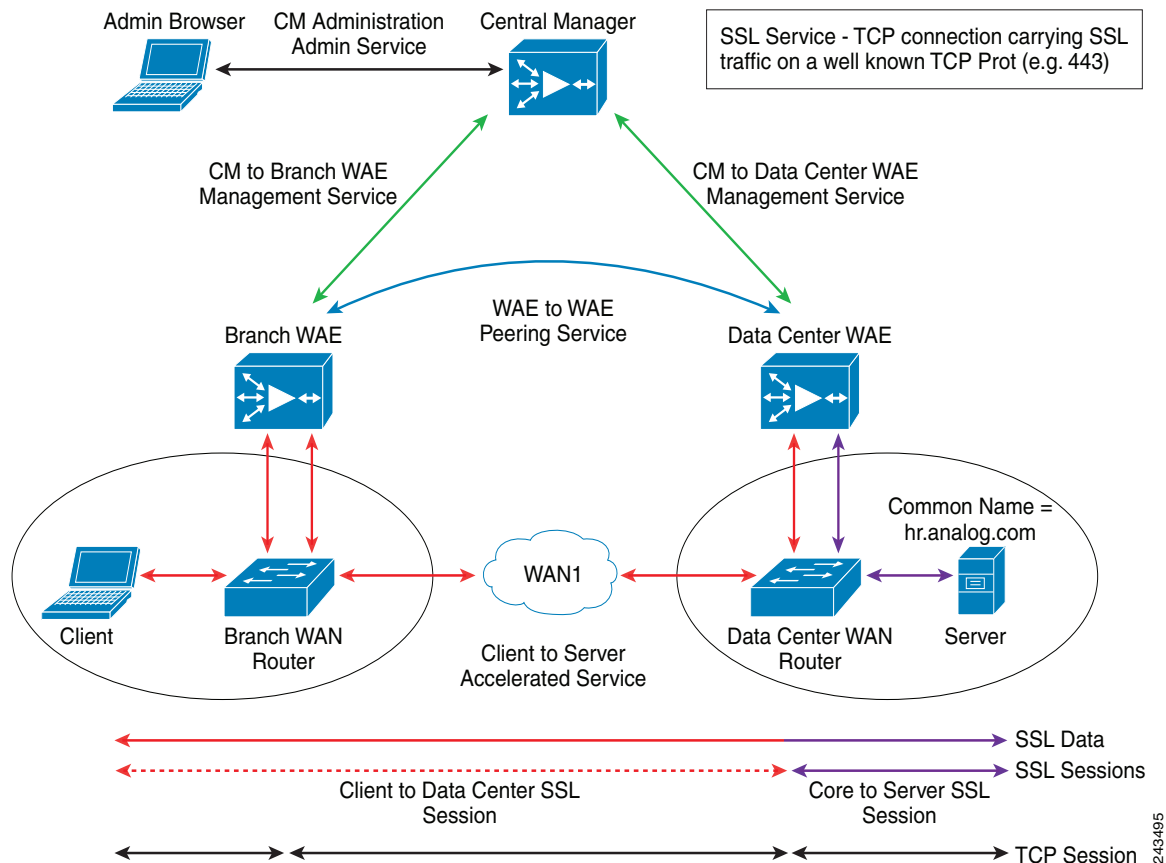 Admin Browser
CM Administration
Admin Service
Central Manager
SSL Service - TCP connection carrying SSL
traffic on a well known TCP Prot (e.g. 443)
CM to Branch WAE
Management Service
CM to Data Center WAE
Management Service
WAE to WAE
Peering Service
Branch WAE
Data Center WAE
Common Name =
hr.analog.com
WAN1
Client
Branch WAN
Router
Client to Server
Accelerated Service
Data Center WAN
Router
Server
SSL Data
SSL Sessions
Client to Data Center SSL
Session
Core to Server SSL
Session
TCP Session
243495